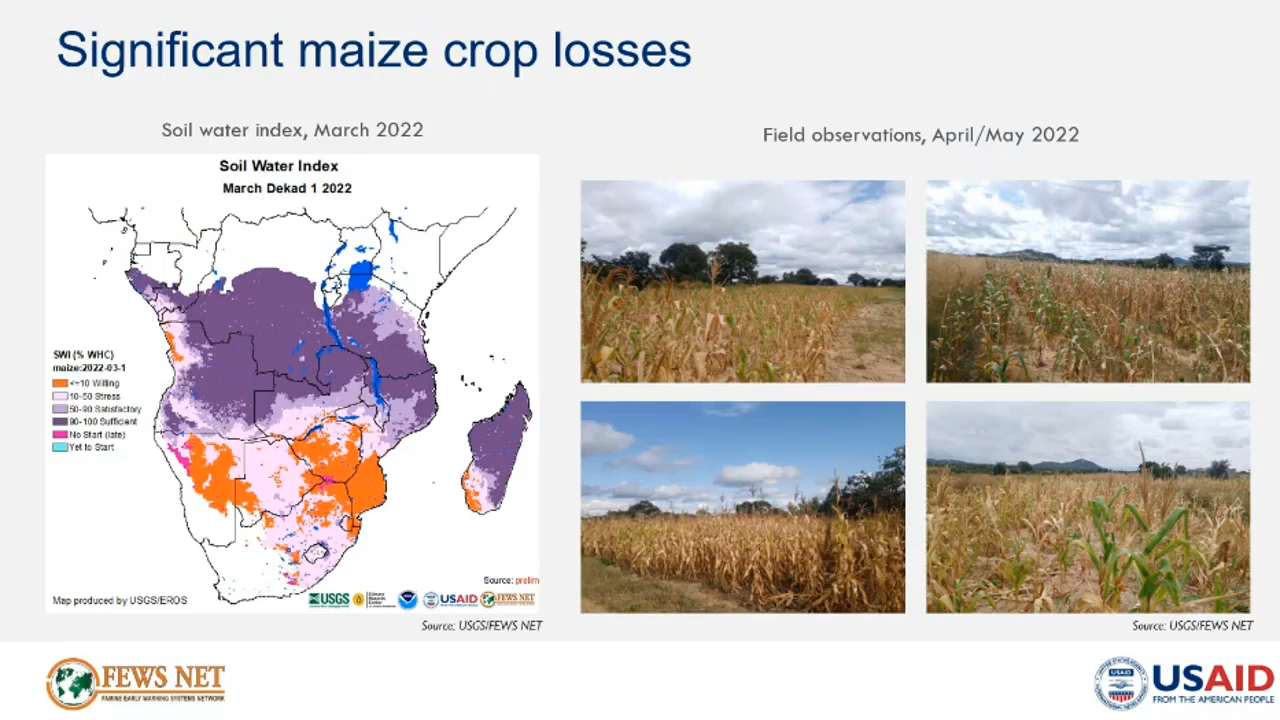 Significant maize crop losses
Soil water index, March 2022
Field observations, April/May 2022
Soil Water Index
March Dekad 1 2022
SWI (% WHC)
maize:2022-03-1
<=10 Wilting
10-50 Stress
50-90 Satisfactory
90-100 Sufficient
No Start (late)
Yet to Start
Source: prelim
Map produced by USGS/EROS
USGS
USAID
FEWS NET
Source: USGS/FEWS NET
Source: USGS/FEWS NET
FEWS NET
FAMINE EARLY WARNING SYSTEMS NETWORK
USAID
FROM THE AMERICAN PEOPLE